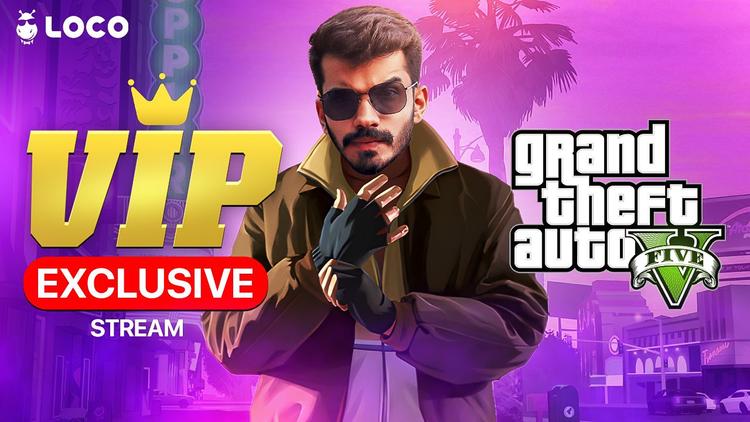 LOCO
VIP
EXCLUSIVE
STREAM
grand
theft
auto
FIVE